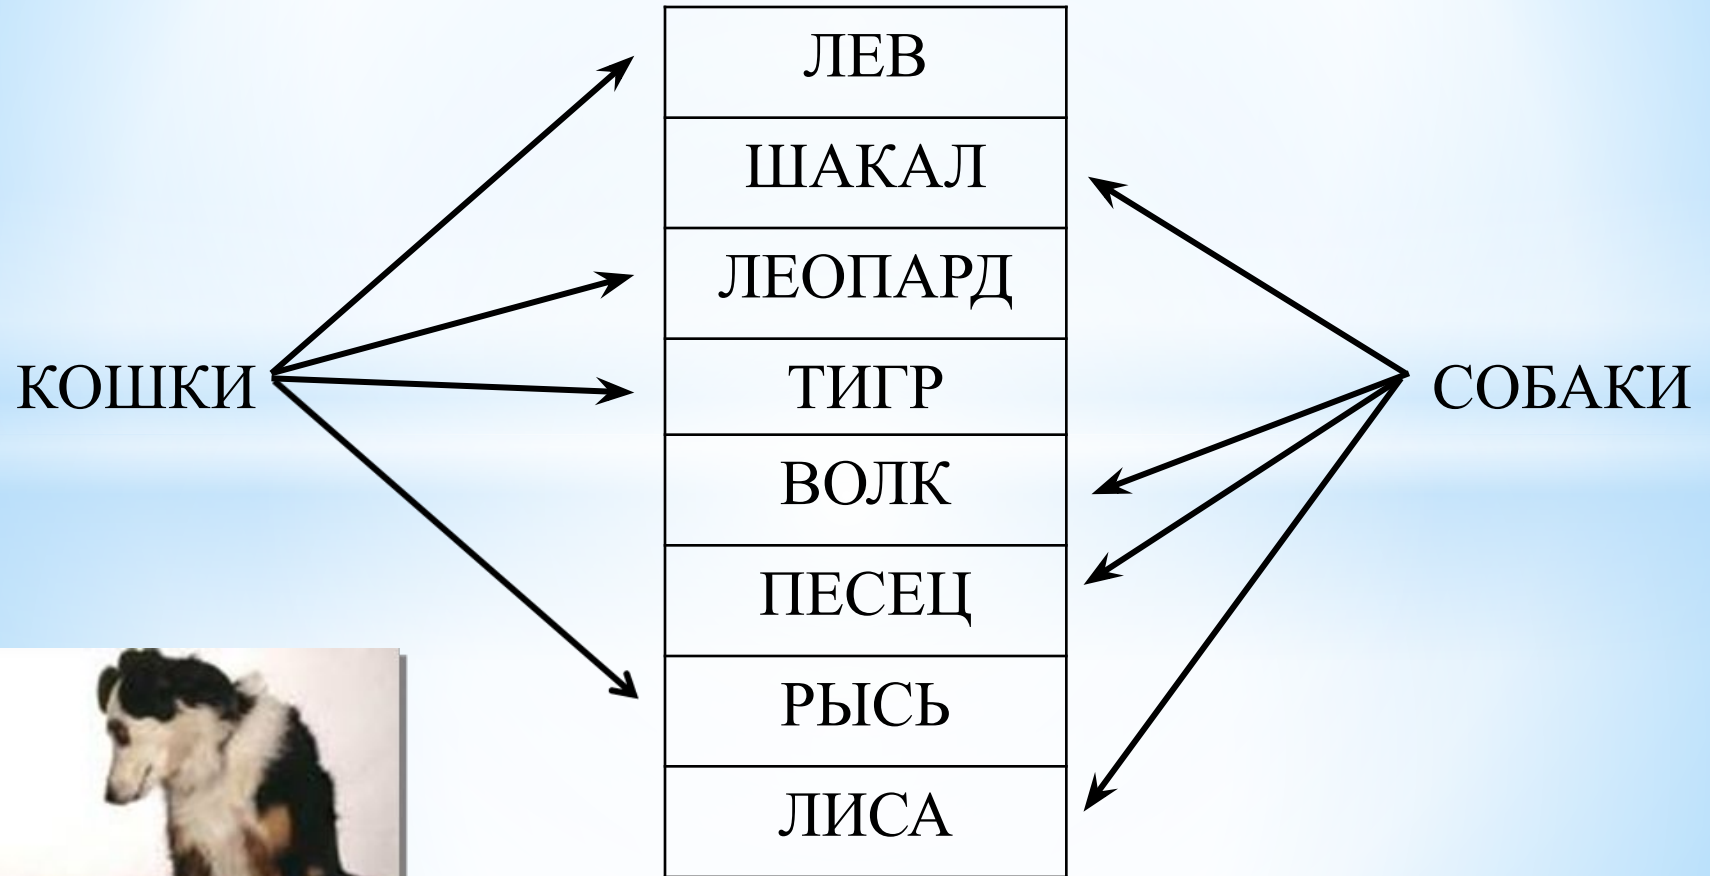 ЛЕВ
ШАКАЛ
ЛЕОПАРД
КОШКИ
ТИГР
СОБАКИ
ВОЛК
ПЕСЕЦ
РЫСЬ
ЛИСА